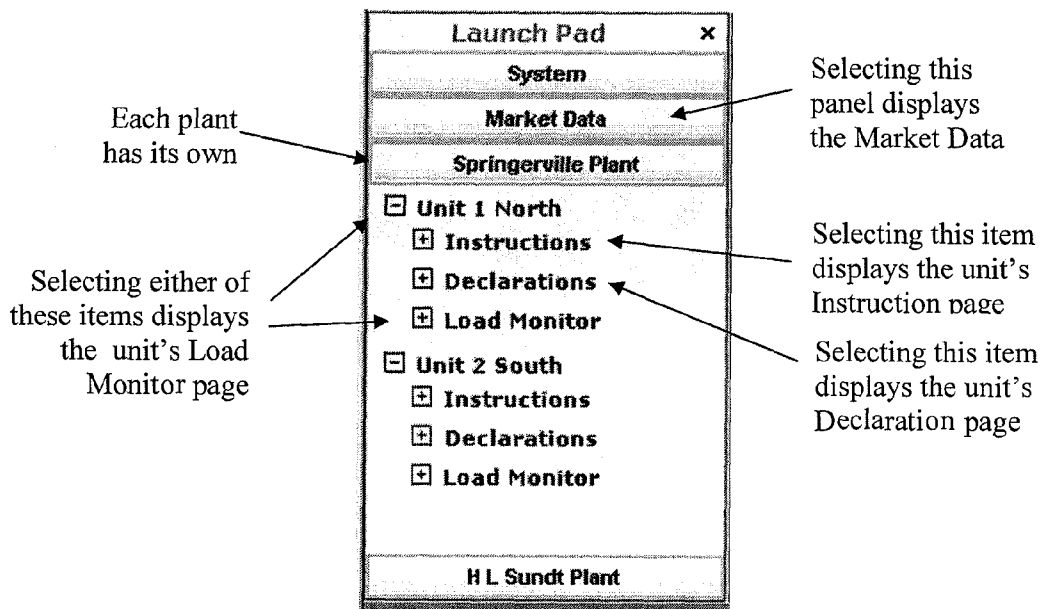 Launch Pad ×
System
Market Data
Springerville Plant
Unit 1 North
Instructions
Declarations
Load Monitor
Unit 2 South
Instructions
Declarations
Load Monitor
H L Sundt Plant
Each plant
has its own
Selecting either of
these items displays
the unit's Load
Monitor page
Selecting this
panel displays
the Market Data
Selecting this item
displays the unit's
Instruction page
Selecting this item
displays the unit's
Declaration page